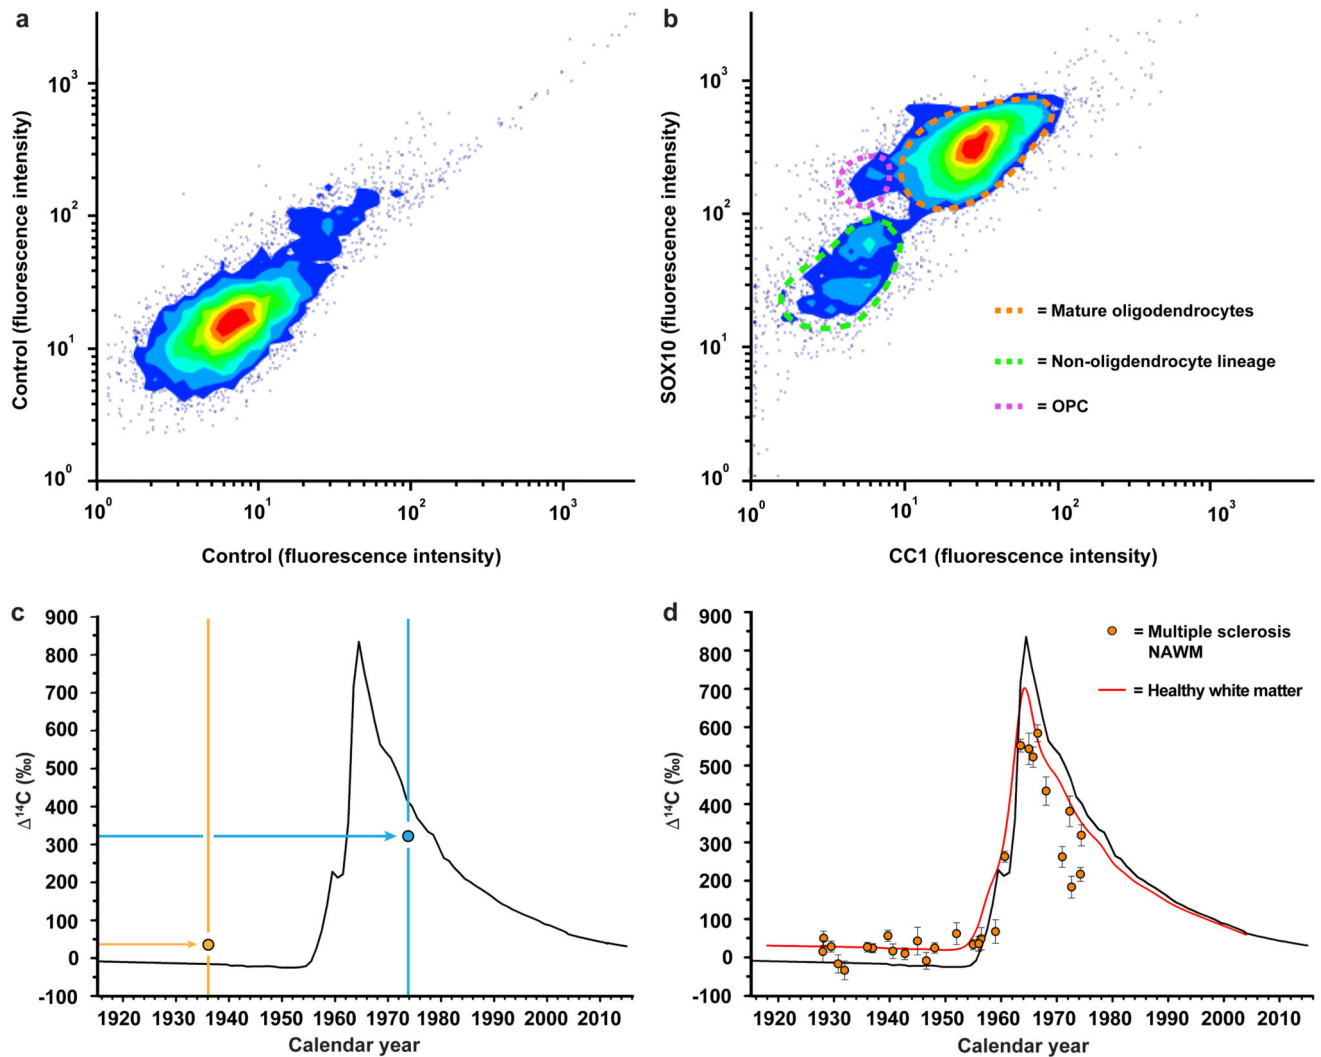 a
Control (fluorescence intensity)
10³
10²
10¹
10⁰
10⁰ 10¹ 10² 10³
Control (fluorescence intensity)
b
SOX10 (fluorescence intensity)
10³
10²
10¹
10⁰
= Mature oligodendrocytes
= Non-oligdendrocyte lineage
= OPC
10⁰ 10¹ 10² 10³
CC1 (fluorescence intensity)
c
Δ¹⁴C (‰)
900
800
700
600
500
400
300
200
100
0
-100
1920 1930 1940 1950 1960 1970 1980 1990 2000 2010
Calendar year
d
Δ¹⁴C (‰)
900
800
700
600
500
400
300
200
100
0
-100
= Multiple sclerosis
NAWM
= Healthy white matter
1920 1930 1940 1950 1960 1970 1980 1990 2000 2010
Calendar year